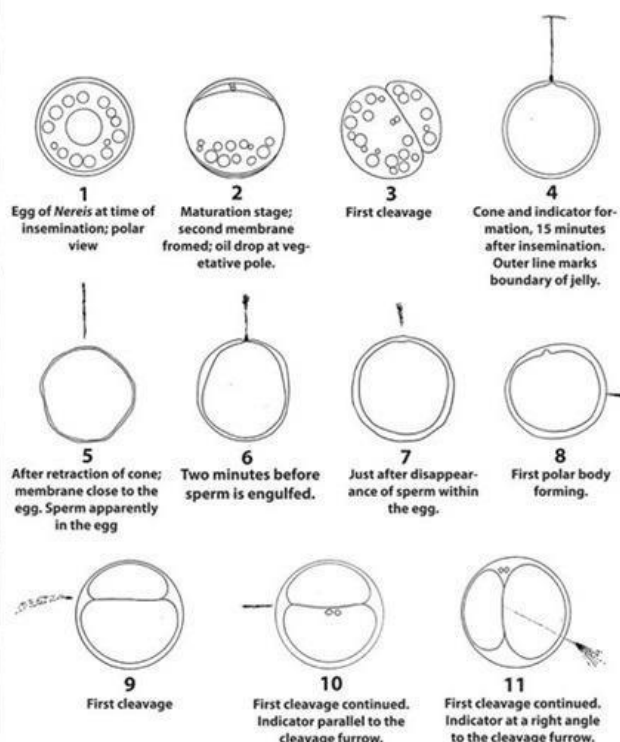 1
Egg of Nereis at time of
insemination; polar
view
2
Maturation stage;
second membrane
fromed; oil drop at veg-
etative pole.
3
First cleavage
4
Cone and indicator for-
mation, 15 minutes
after insemination.
Outer line marks
boundary of jelly.
5
After retraction of cone;
membrane close to the
egg. Sperm apparently
in the egg
6
Two minutes before
sperm is engulfed.
7
Just after disappear-
ance of sperm within
the egg.
8
First polar body
forming.
9
First cleavage
10
First cleavage continued.
Indicator parallel to the
cleavage furrow.
11
First cleavage continued.
Indicator at a right angle
to the cleavage furrow.